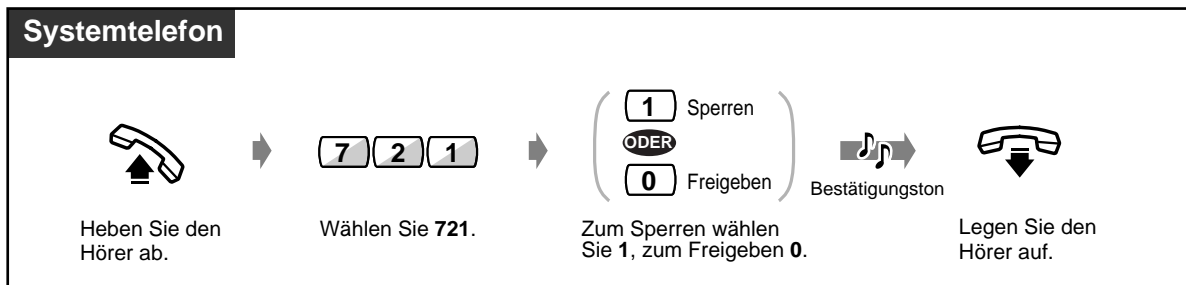 Systemtelefon
1 Sperren
ODER
7 2 1
0 Freigeben
Bestätigungston
Heben Sie den
Hörer ab.
Wählen Sie 721.
Zum Sperren wählen
Sie 1, zum Freigeben 0.
Legen Sie den
Hörer auf.